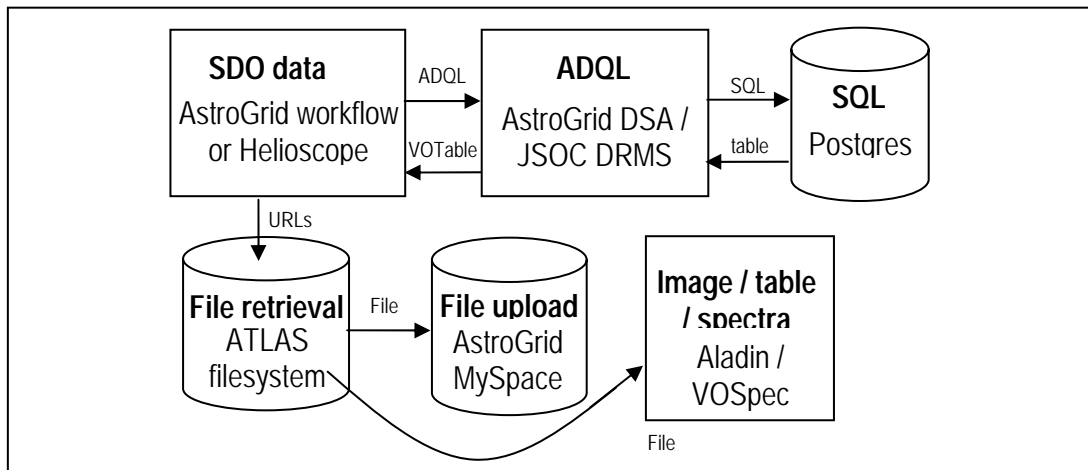 SDO data
AstroGrid workflow
or Helioscope
ADQL
VOTable
ADQL
AstroGrid DSA /
JSOC DRMS
SQL
table
SQL
Postgres
URLs
File retrieval
ATLAS
filesystem
File
File upload
AstroGrid
MySpace
Image / table
/ spectra
Aladin /
VOSpec
File